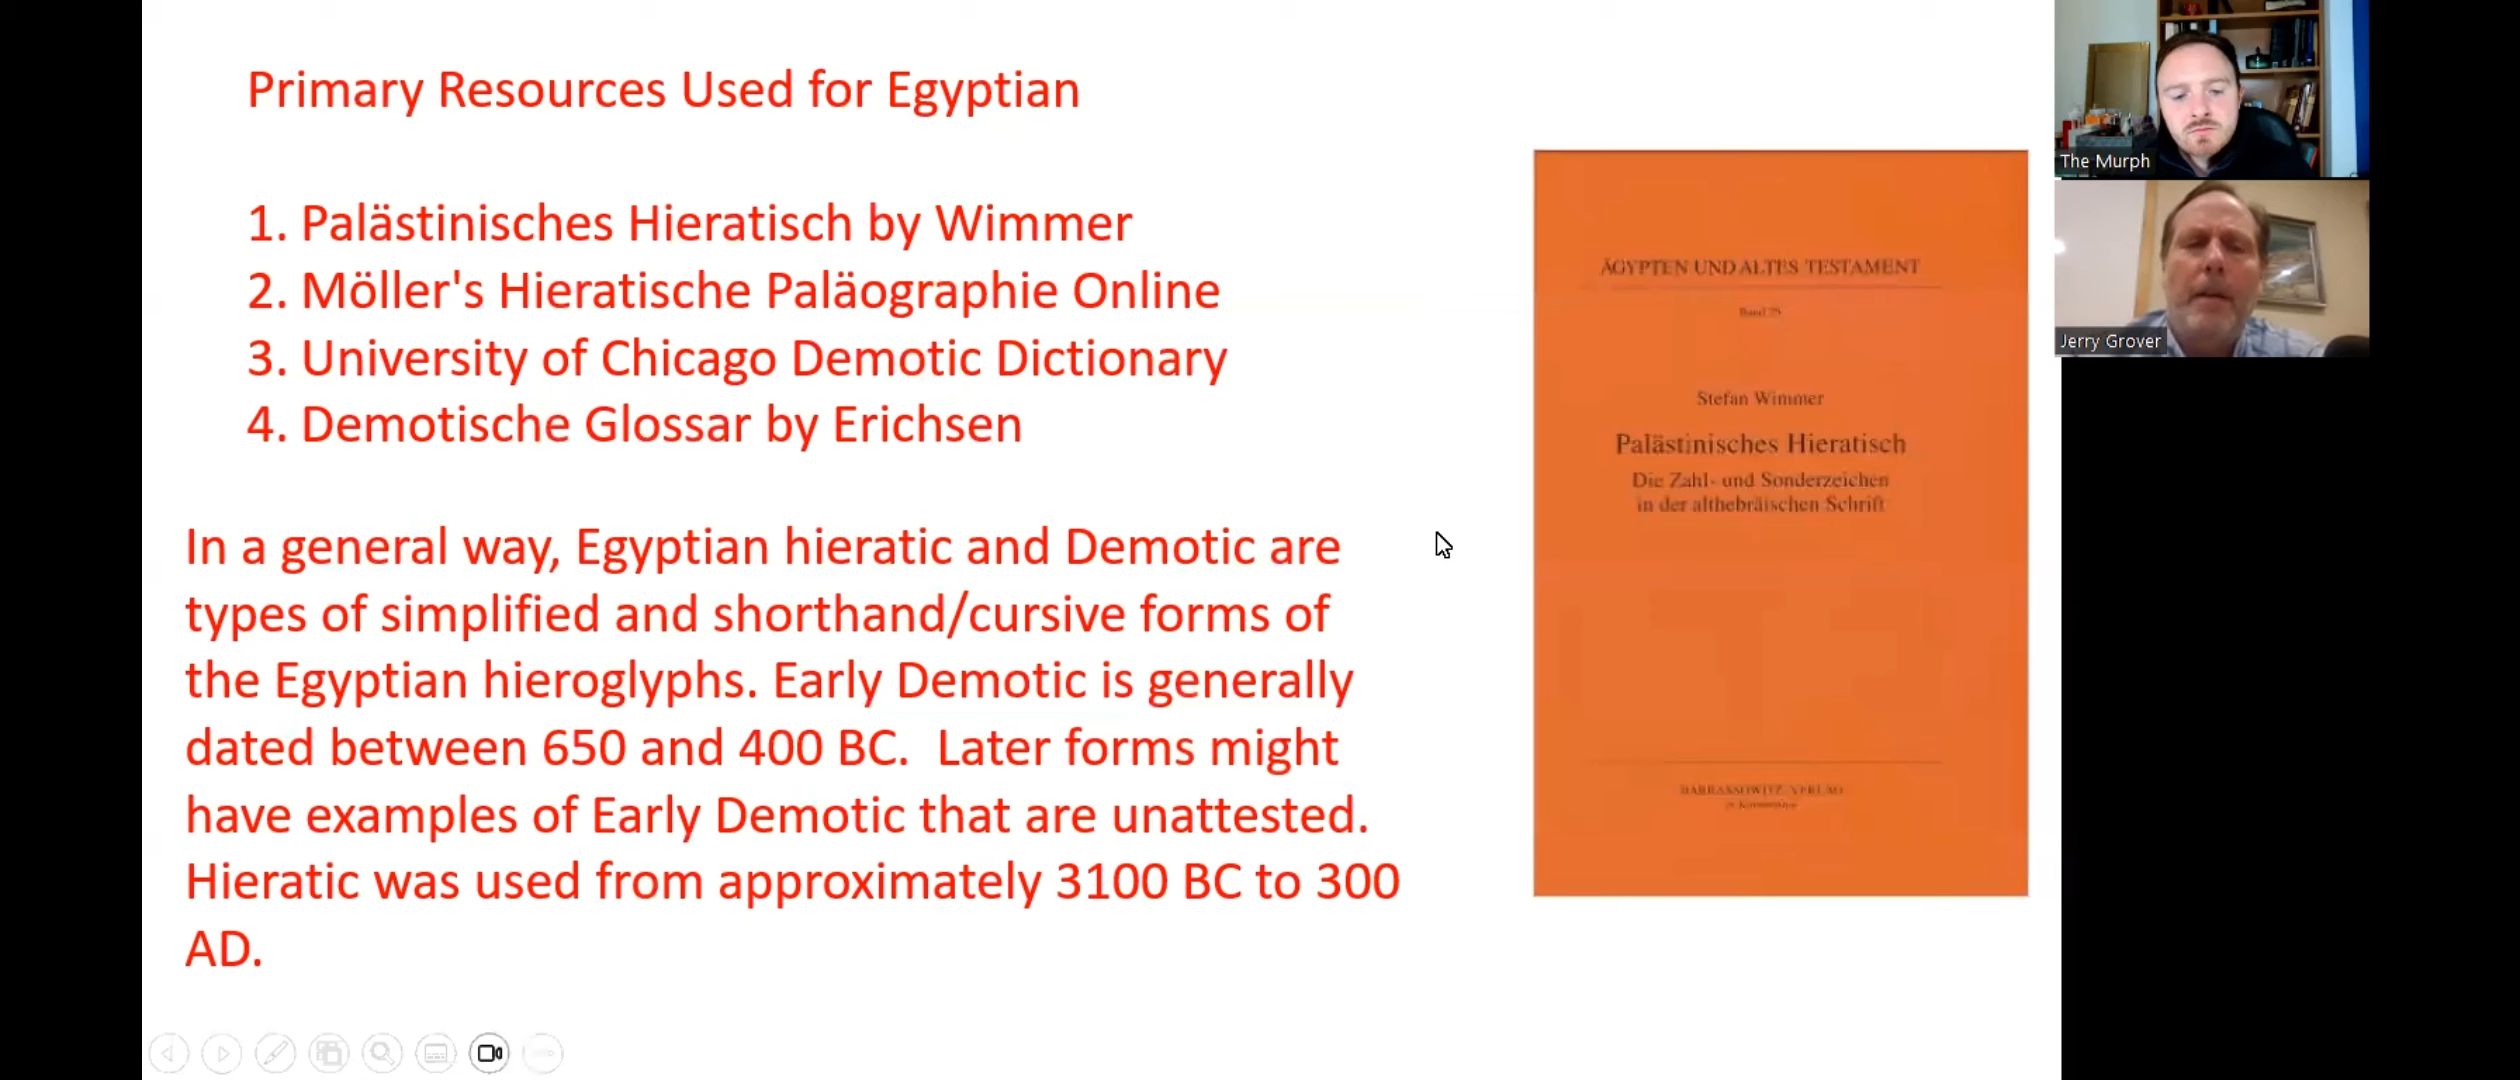 Primary Resources Used for Egyptian
1. Palästinisches Hieratisch by Wimmer
2. Möller's Hieratische Paläographie Online
3. University of Chicago Demotic Dictionary
4. Demotische Glossar by Erichsen
In a general way, Egyptian hieratic and Demotic are
types of simplified and shorthand/cursive forms of
the Egyptian hieroglyphs. Early Demotic is generally
dated between 650 and 400 BC. Later forms might
have examples of Early Demotic that are unattested.
Hieratic was used from approximately 3100 BC to 300
AD.
ÄGYPTEN UND ALTES TESTAMENT
Band
Stefan Wimmer
Palästinisches Hieratisch
Die Zahl- und Sonderzeichen
in der althebräischen Schrift
HARRASSOWITZ VERLAG
The Murph
Jerry Grover